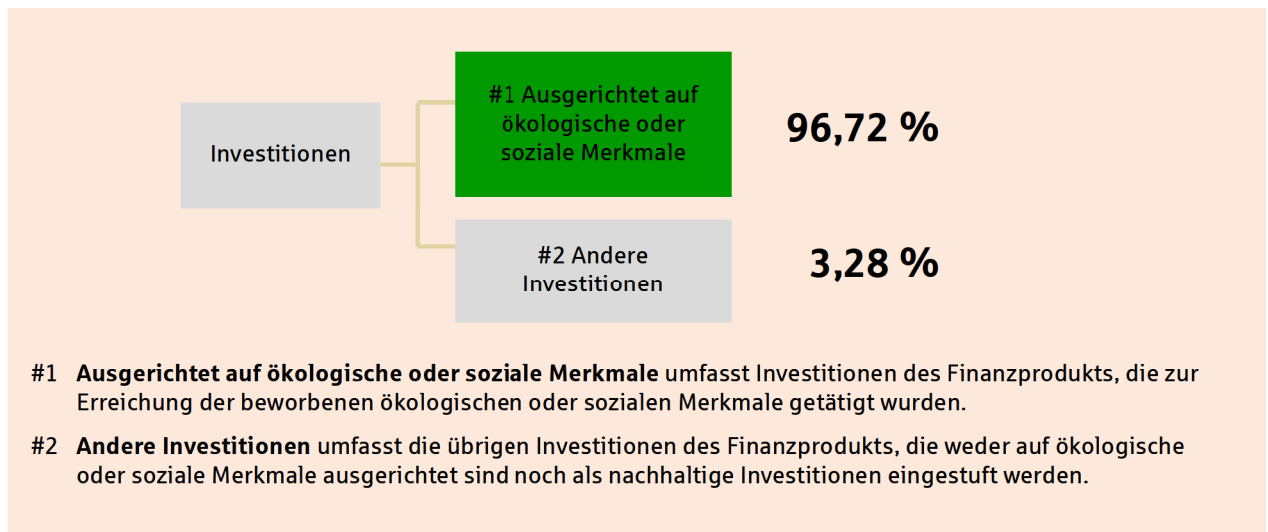 #1 Ausgerichtet auf
ökologische oder
soziale Merkmale
96,72 %
Investitionen
#2 Andere
Investitionen
3,28 %
#1 Ausgerichtet auf ökologische oder soziale Merkmale umfasst Investitionen des Finanzprodukts, die zur
Erreichung der beworbenen ökologischen oder sozialen Merkmale getätigt wurden.
#2 Andere Investitionen umfasst die übrigen Investitionen des Finanzprodukts, die weder auf ökologische
oder soziale Merkmale ausgerichtet sind noch als nachhaltige Investitionen eingestuft werden.